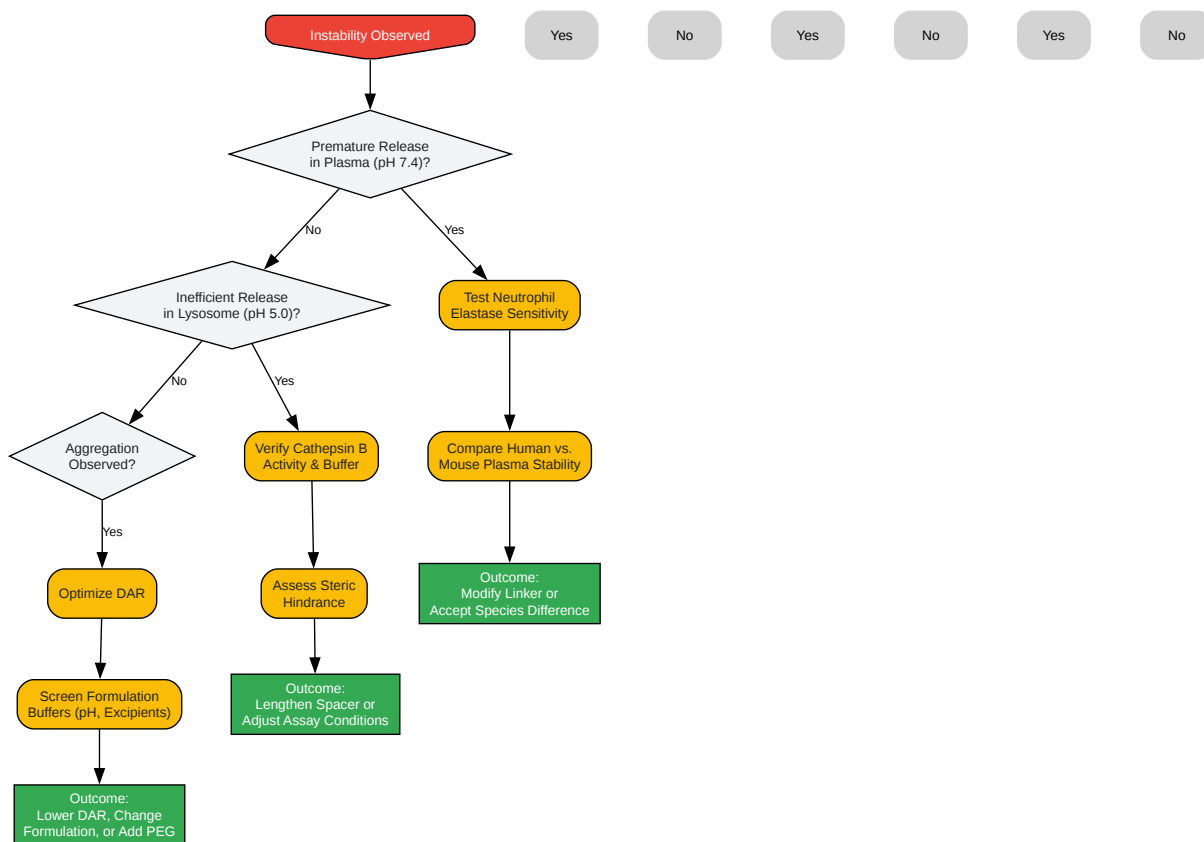 Instability Observed
Yes
No
Yes
No
Yes
No
Premature Release
in Plasma (pH 7.4)?
No
Yes
Inefficient Release
in Lysosome (pH 5.0)?
Test Neutrophil
Elastase Sensitivity
No
Yes
Aggregation
Observed?
Verify Cathepsin B
Activity & Buffer
Compare Human vs.
Mouse Plasma Stability
Yes
Optimize DAR
Assess Steric
Hindrance
Outcome:
Modify Linker or
Accept Species Difference
Screen Formulation
Buffers (pH, Excipients)
Outcome:
Lengthen Spacer or
Adjust Assay Conditions
Outcome:
Lower DAR, Change
Formulation, or Add PEG